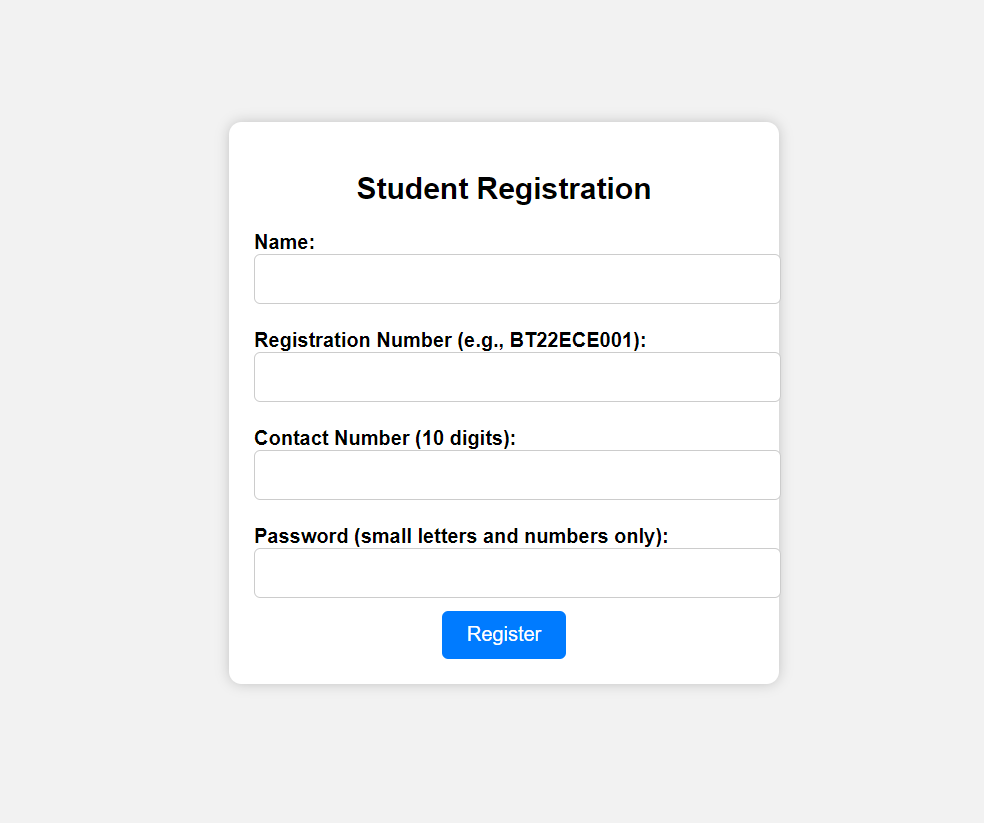 Student Registration
Name:
Registration Number (e.g., BT22ECE001):
Contact Number (10 digits):
Password (small letters and numbers only):
Register